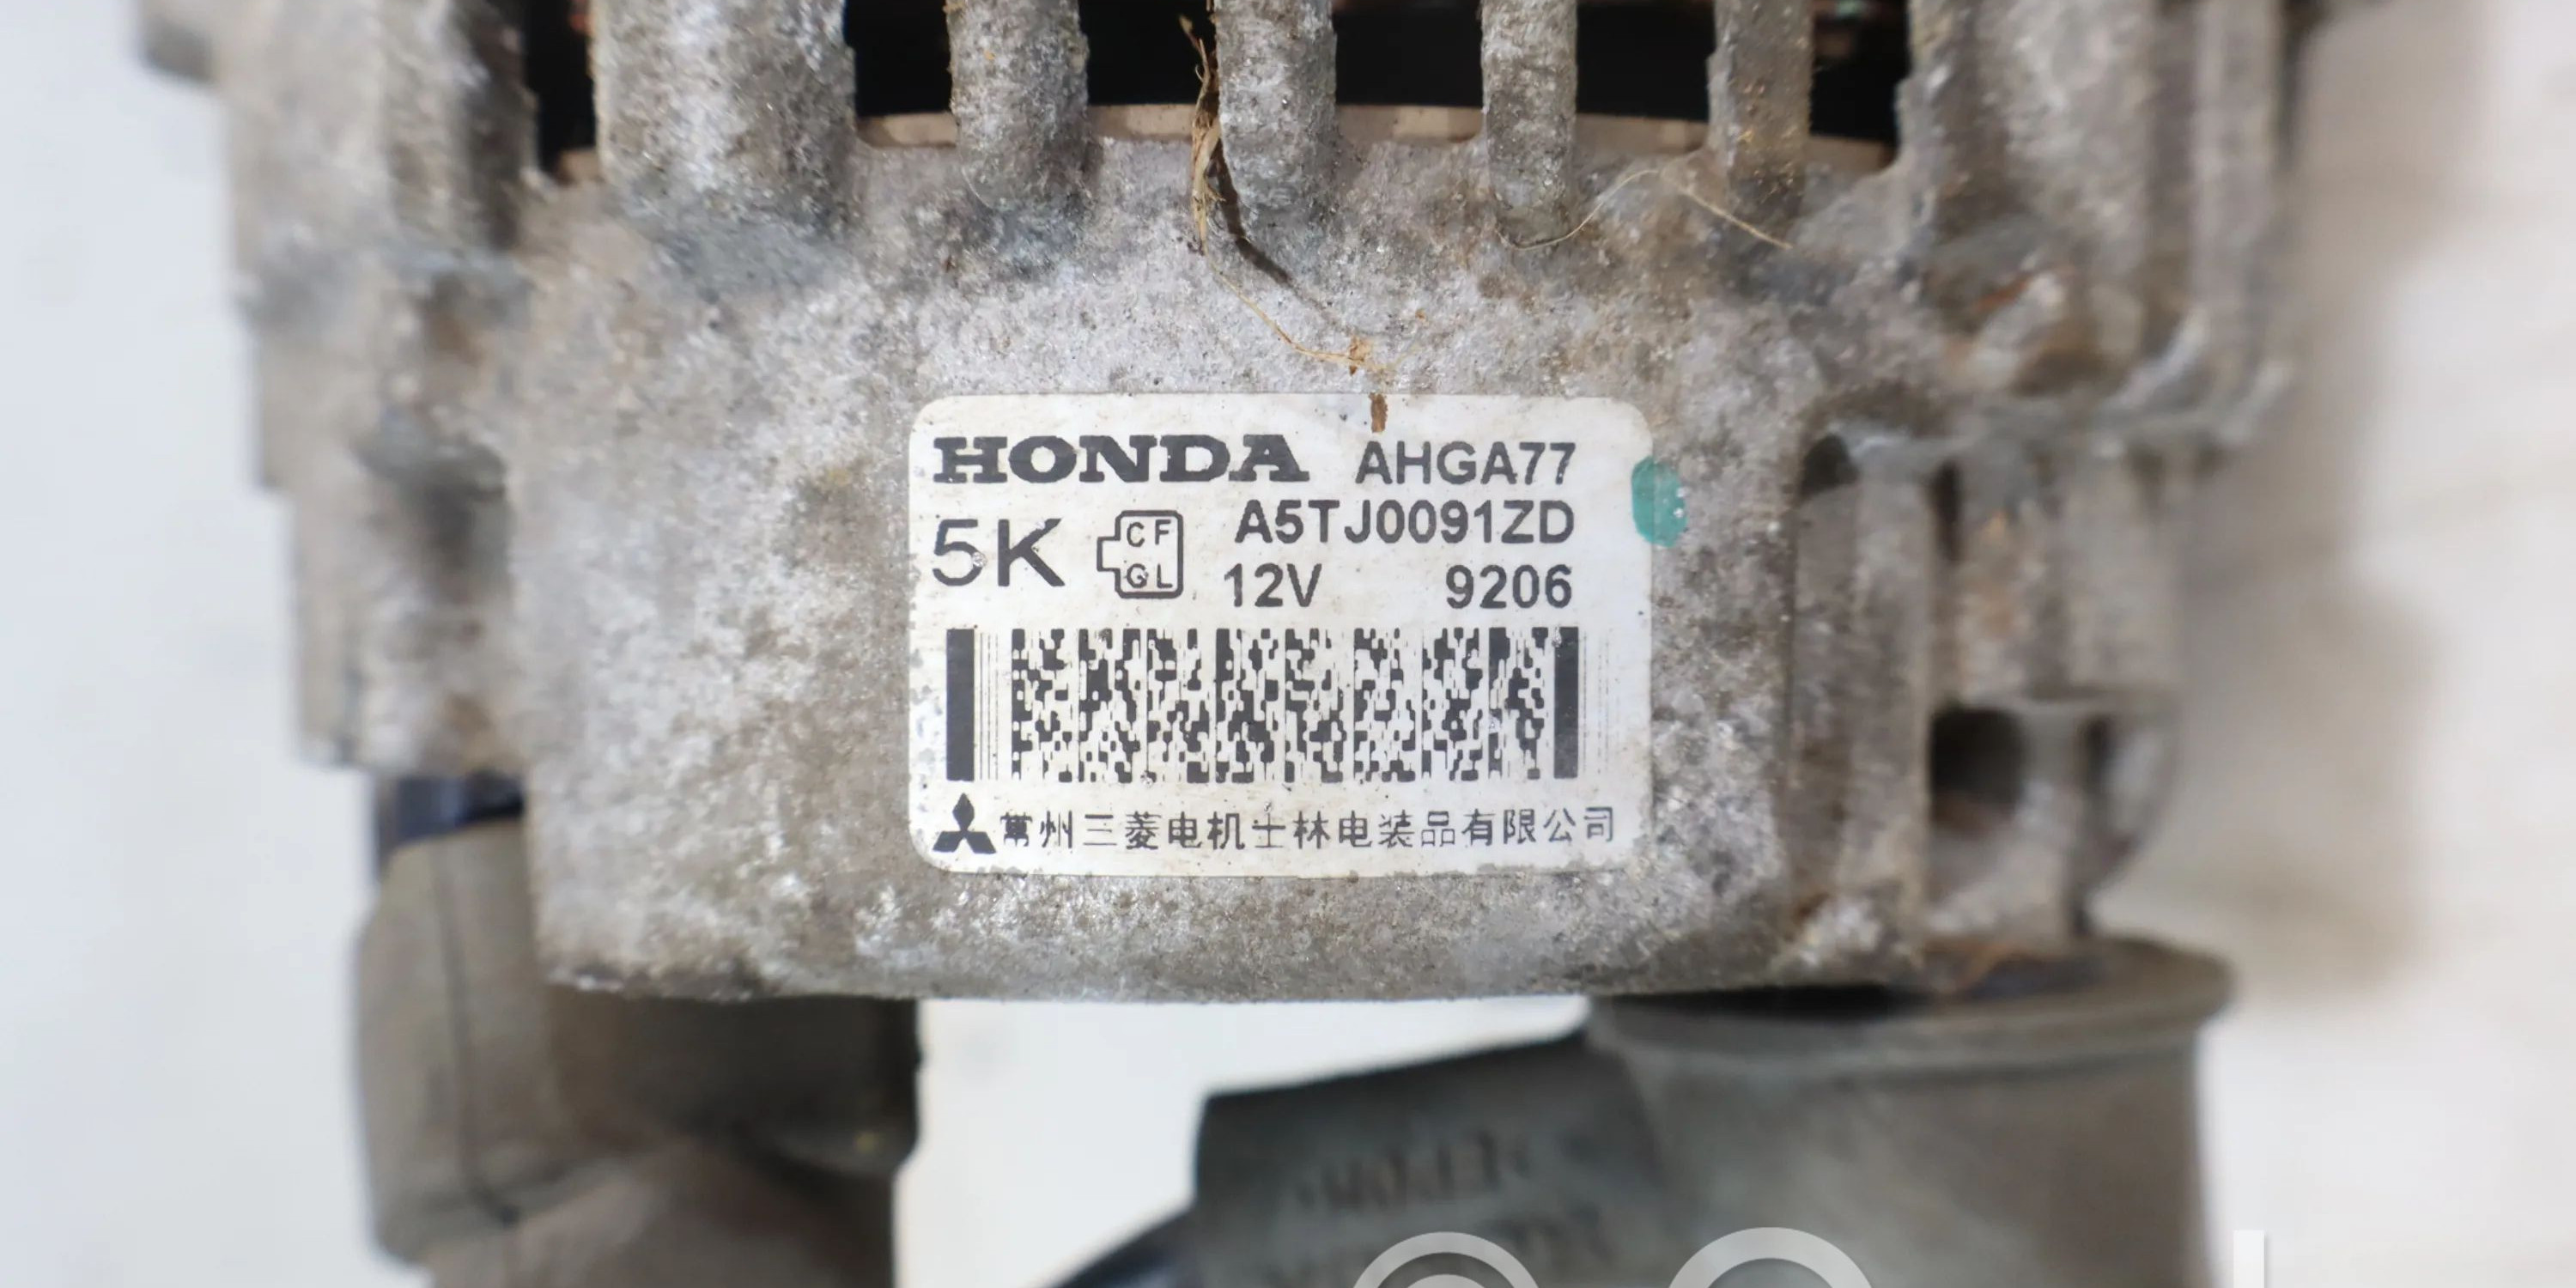 HONDA AHGA77
5K CF GL A5TJ0091ZD
12V 9206
常州三菱电机士林电装品有限公司